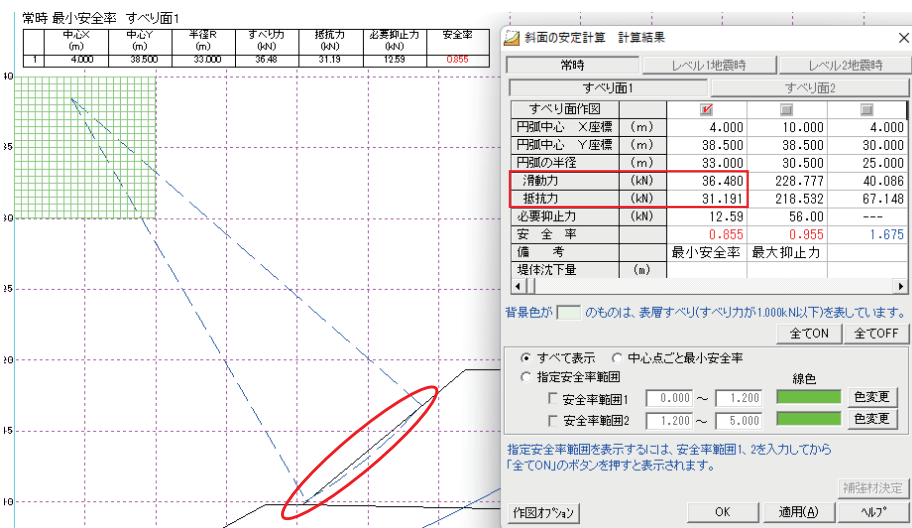 常時 最小安全率 すべり面1
中心X (m) 中心Y (m) 半径R (m) すべり力 (kN) 抵抗力 (kN) 必要抑止力 (kN) 安全率
1 4.000 38.500 33.000 36.48 31.19 12.59 0.855
40
35
30
25
20
15
10
斜面の安定計算 計算結果
常時 レベル1地震時 レベル2地震時
すべり面1 すべり面2
すべり面作図
円弧中心 X座標 (m) 4.000 10.000 4.000
円弧中心 Y座標 (m) 38.500 38.500 30.000
円弧の半径 (m) 33.000 30.500 25.000
滑動力 (kN) 36.480 228.777 40.086
抵抗力 (kN) 31.191 218.532 67.148
必要抑止力 (kN) 12.59 56.00 ---
安 全 率 0.855 0.955 1.675
備 考 最小安全率 最大抑止力
堤体沈下量 (m)
背景色が のものは、表層すべり(すべり力が1.000kN以下)を表しています。
全てON 全てOFF
すべて表示 中心点ごと最小安全率
指定安全率範囲 線色
安全率範囲1 0.000 ～ 1.200 色変更
安全率範囲2 1.200 ～ 5.000 色変更
指定安全率範囲を表示するには、安全率範囲1、2を入力してから
「全てON」のボタンを押すと表示されます。
補強材決定
作図オプション OK 適用(A) ヘルプ